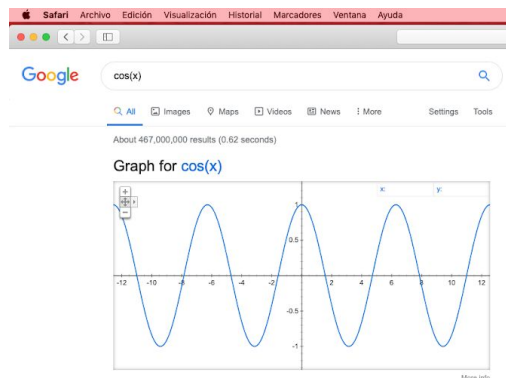 Safari Archivo Edición Visualización Historial Marcadores Ventana Ayuda
Google cos(x)
All Images Maps Videos News More Settings Tools
About 467,000,000 results (0.62 seconds)
Graph for cos(x)
x: y:
1
0.5
-12 -10 -8 -6 -4 -2 2 4 6 8 10 12
-0.5
-1
More info